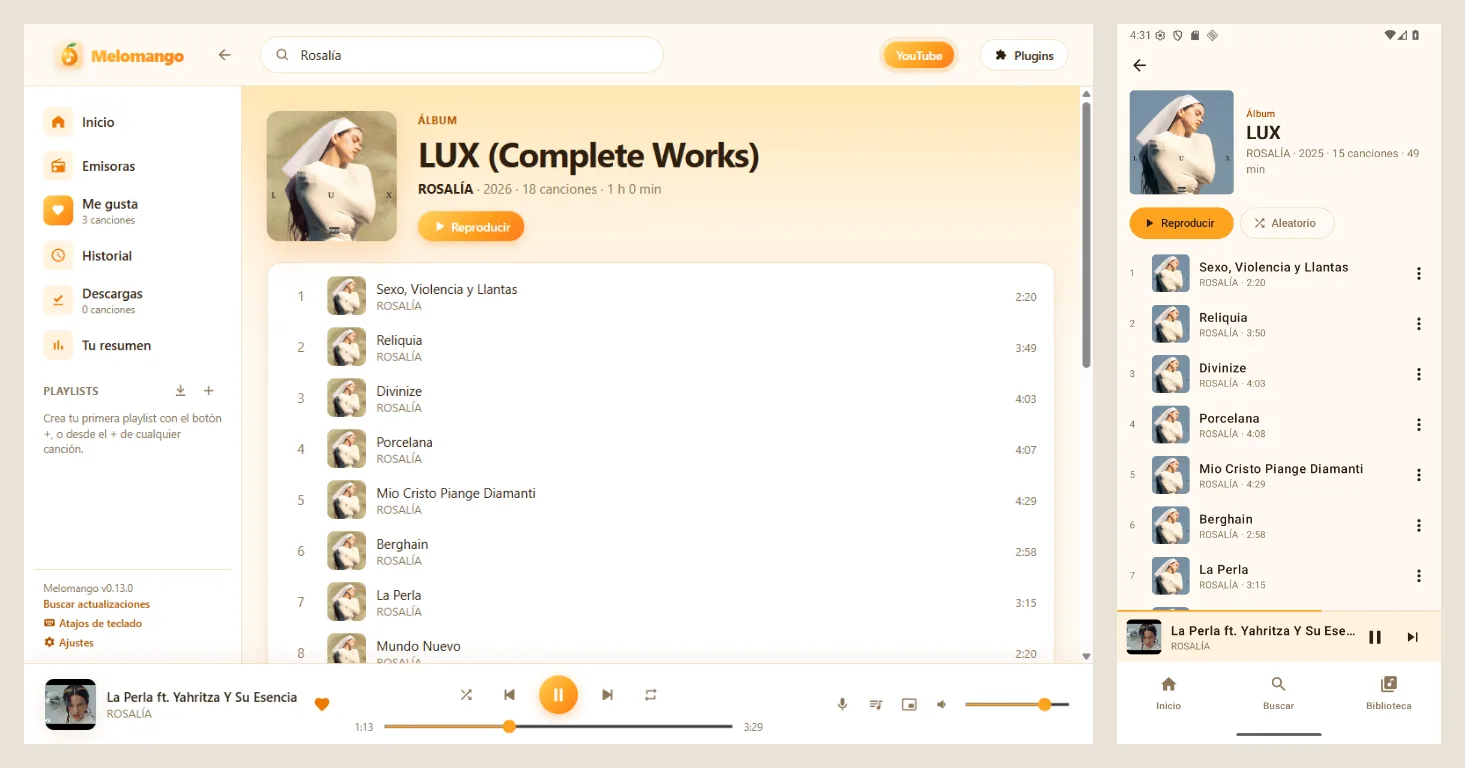 Melomango
Rosalía
YouTube
Plugins
Inicio
Emisoras
Me gusta
3 canciones
Historial
Descargas
0 canciones
Tu resumen
PLAYLISTS
Crea tu primera playlist con el botón
+, o desde el + de cualquier
canción.
Melomango v0.13.0
Buscar actualizaciones
Atajos de teclado
Ajustes
L U X
ÁLBUM
LUX (Complete Works)
ROSALÍA · 2026 · 18 canciones · 1 h 0 min
Reproducir
1 Sexo, Violencia y Llantas 2:20
ROSALÍA
2 Reliquia 3:49
ROSALÍA
3 Divinize 4:03
ROSALÍA
4 Porcelana 4:07
ROSALÍA
5 Mio Cristo Piange Diamanti 4:29
ROSALÍA
6 Berghain 2:58
ROSALÍA
7 La Perla 3:15
ROSALÍA
8 Mundo Nuevo 2:20
La Perla ft. Yahritza Y Su Esencia
ROSALÍA
1:13 3:29
4:31
L U X
Álbum
LUX
ROSALÍA · 2025 · 15 canciones · 49
min
Reproducir
Aleatorio
1 Sexo, Violencia y Llantas
ROSALÍA · 2:20
2 Reliquia
ROSALÍA · 3:50
3 Divinize
ROSALÍA · 4:03
4 Porcelana
ROSALÍA · 4:08
5 Mio Cristo Piange Diamanti
ROSALÍA · 4:29
6 Berghain
ROSALÍA · 2:58
7 La Perla
ROSALÍA · 3:15
La Perla ft. Yahritza Y Su Ese...
ROSALÍA
Inicio
Buscar
Biblioteca